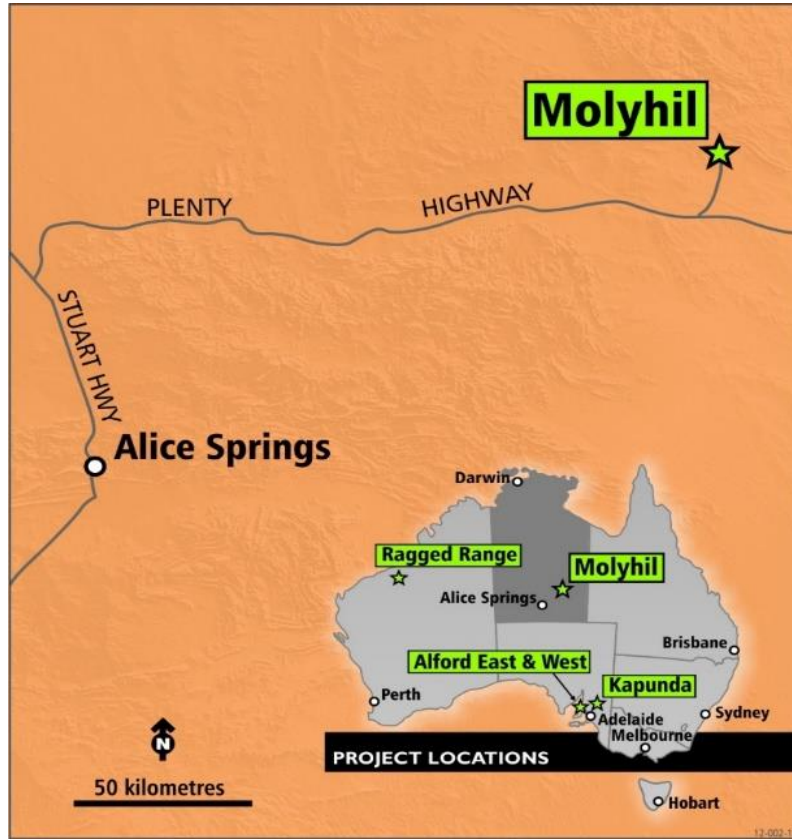 Molyhil
PLENTY HIGHWAY
STUART HWY
Alice Springs
Darwin
Ragged Range
Molyhil
Alice Springs
Brisbane
Alford East & West
Kapunda
Perth
Adelaide
Sydney
Melbourne
PROJECT LOCATIONS
N
50 kilometres
Hobart